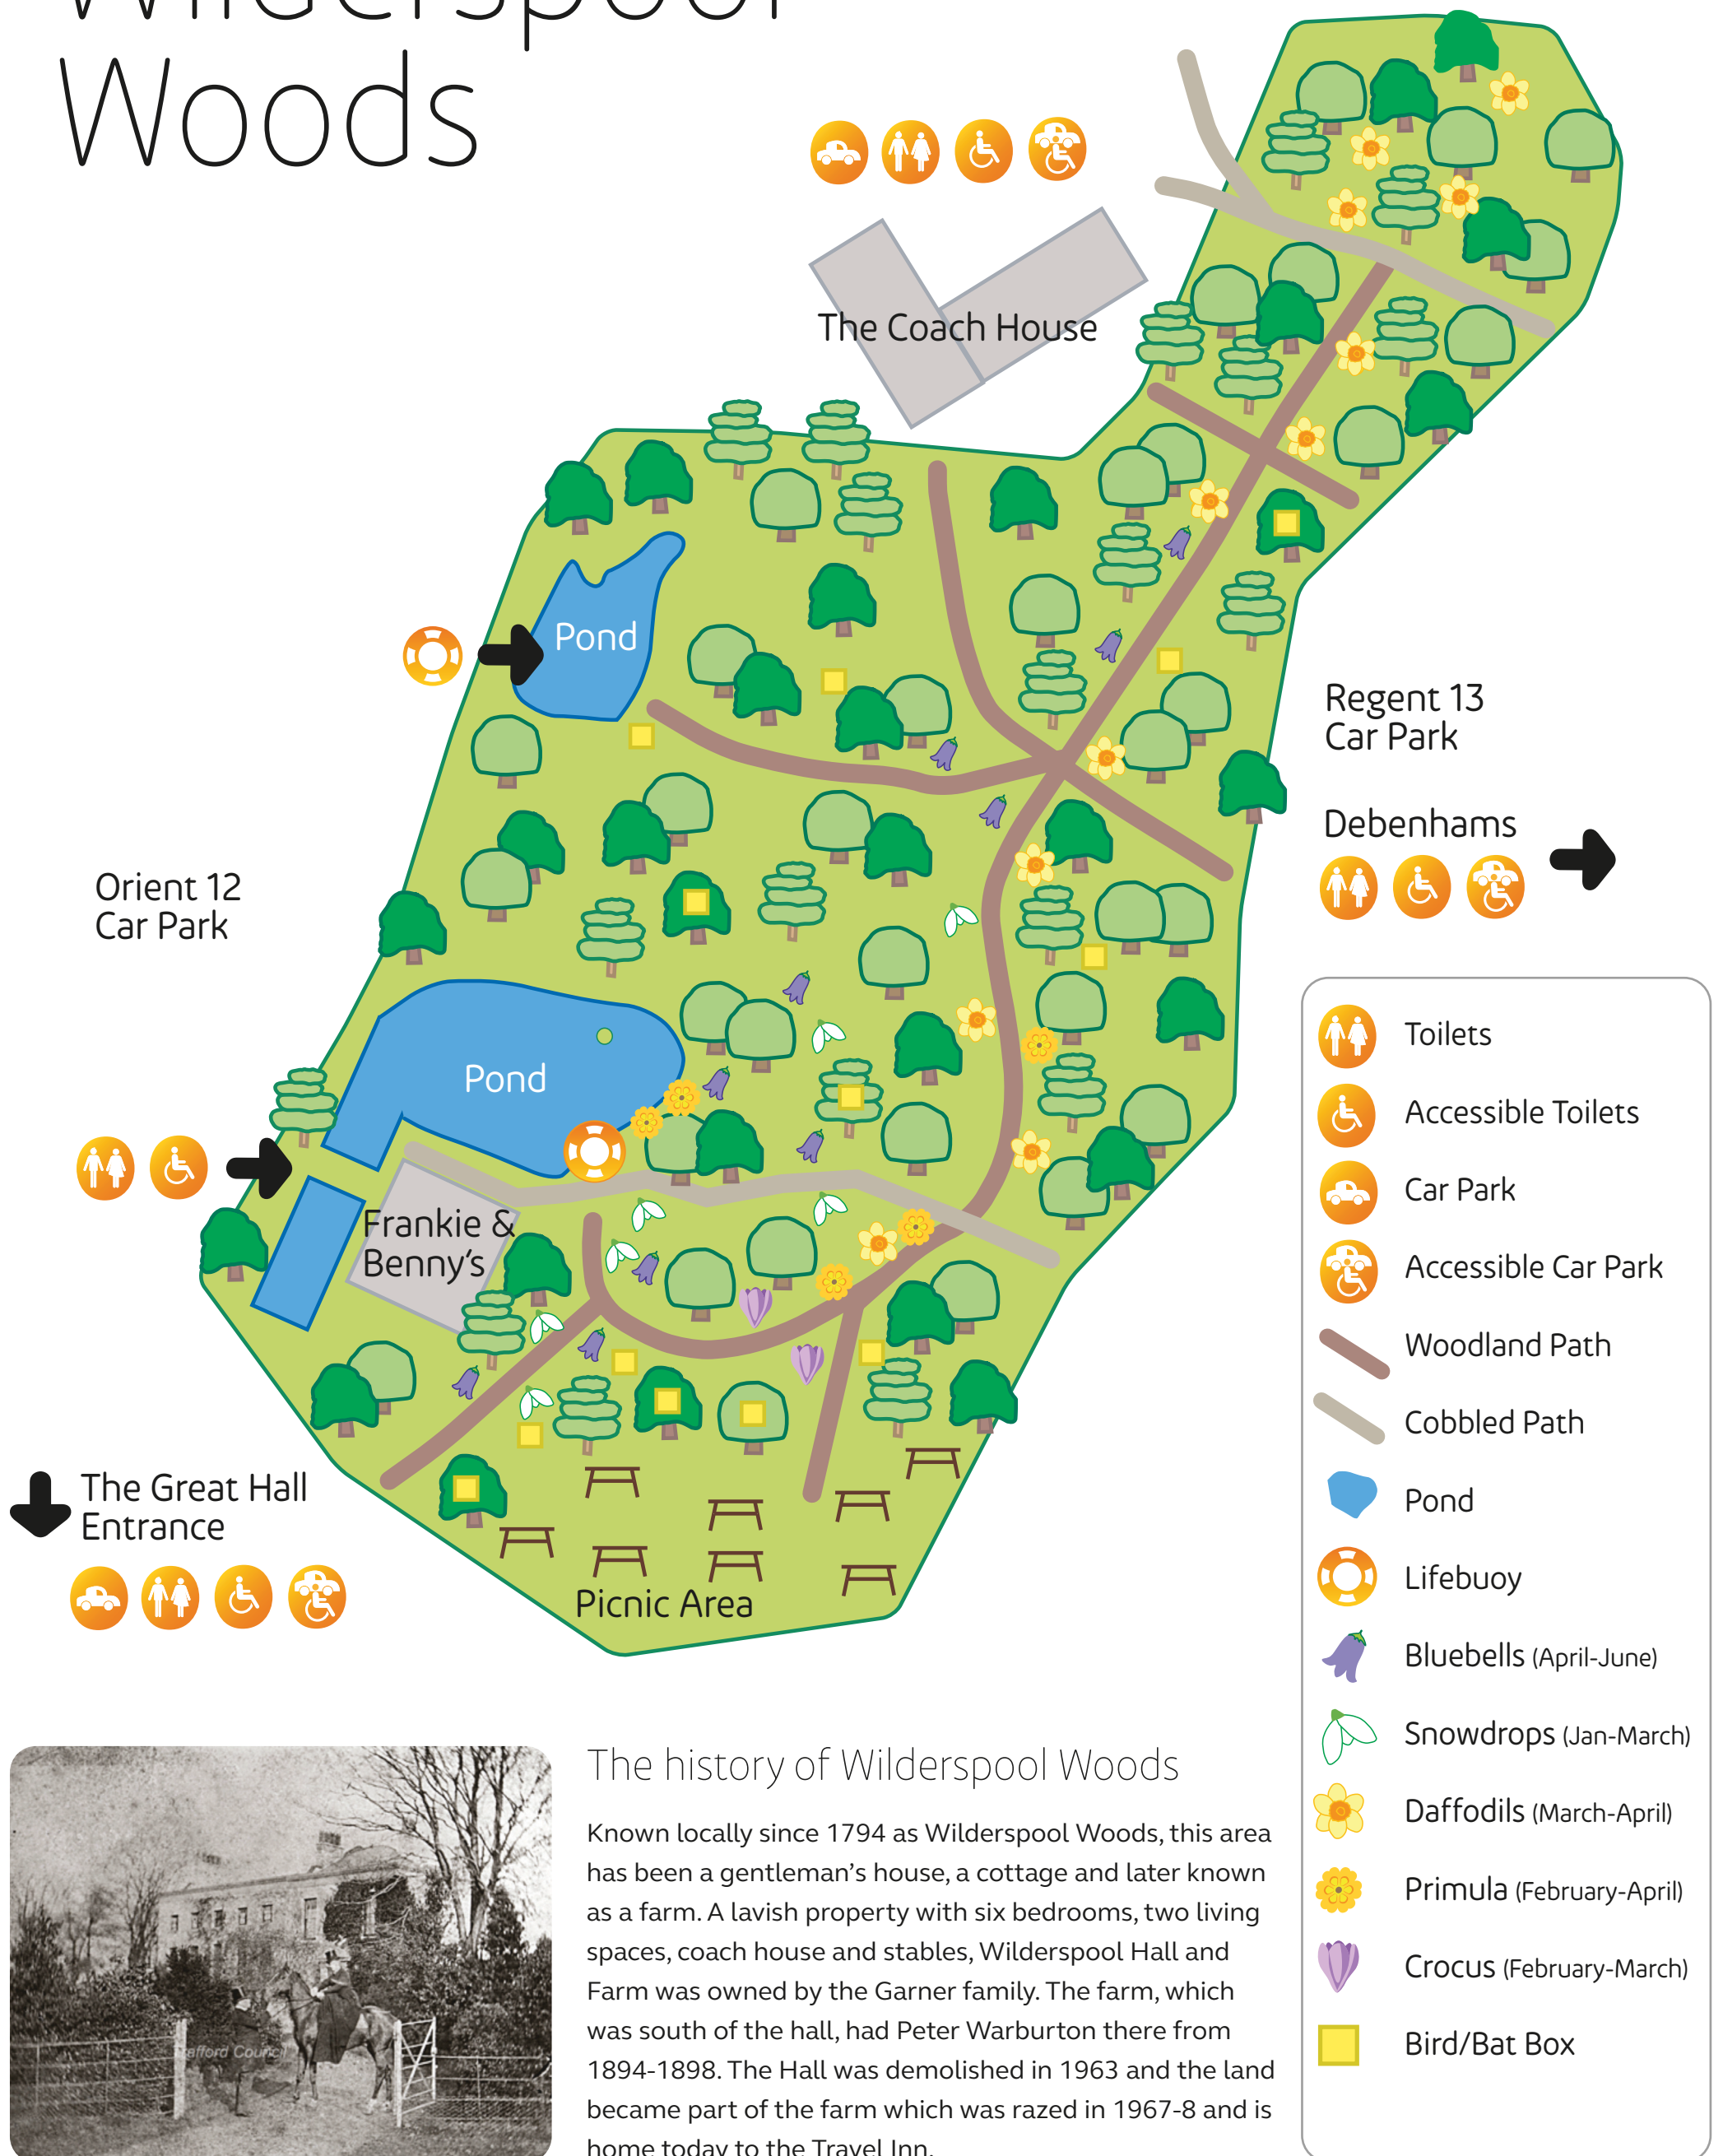 Wilderspool
Woods
The Coach House
Pond
Regent 13
Car Park
Debenhams
Orient 12
Car Park
Pond
Frankie &
Benny's
The Great Hall
Entrance
Picnic Area
Toilets
Accessible Toilets
Car Park
Accessible Car Park
Woodland Path
Cobbled Path
Pond
Lifebuoy
Bluebells (April-June)
Snowdrops (Jan-March)
Daffodils (March-April)
Primula (February-April)
Crocus (February-March)
Bird/Bat Box
The history of Wilderspool Woods
Known locally since 1794 as Wilderspool Woods, this area
has been a gentleman's house, a cottage and later known
as a farm. A lavish property with six bedrooms, two living
spaces, coach house and stables, Wilderspool Hall and
Farm was owned by the Garner family. The farm, which
was south of the hall, had Peter Warburton there from
1894-1898. The Hall was demolished in 1963 and the land
became part of the farm which was razed in 1967-8 and is
home today to the Travel Inn.
Trafford Council